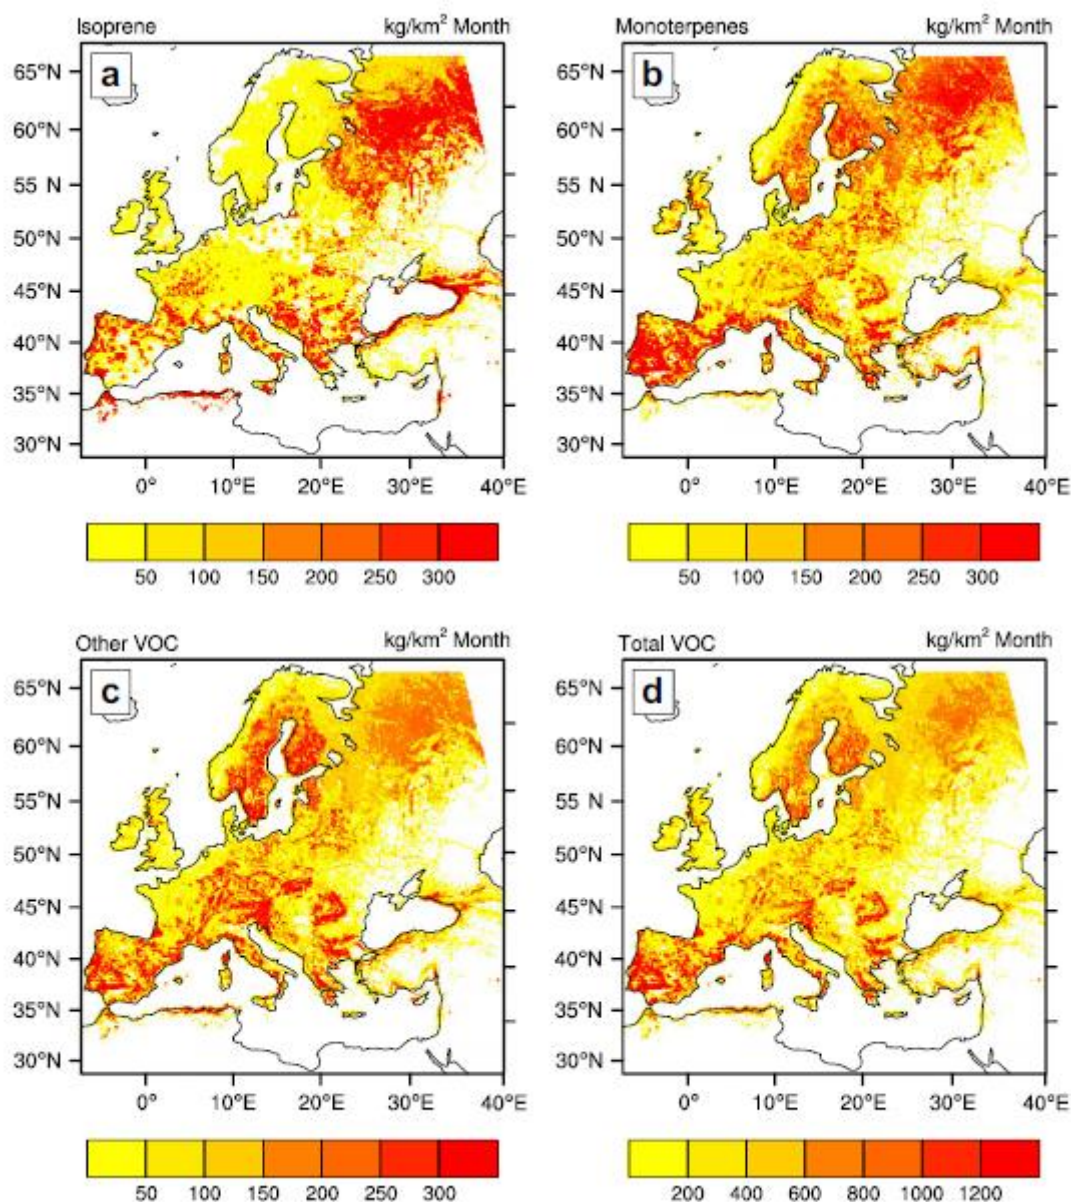 Isoprene kg/km² Month
a
65°N
60°N
55 N
50°N
45°N
40°N
35°N
30°N
0° 10°E 20°E 30°E 40°E
50 100 150 200 250 300
Monoterpenes kg/km² Month
b
65°N
60°N
55 N
50°N
45°N
40°N
35°N
30°N
0° 10°E 20°E 30°E 40°E
50 100 150 200 250 300
Other VOC kg/km² Month
c
65°N
60°N
55 N
50°N
45°N
40°N
35°N
30°N
0° 10°E 20°E 30°E 40°E
50 100 150 200 250 300
Total VOC kg/km² Month
d
65°N
60°N
55 N
50°N
45°N
40°N
35°N
30°N
0° 10°E 20°E 30°E 40°E
200 400 600 800 1000 1200